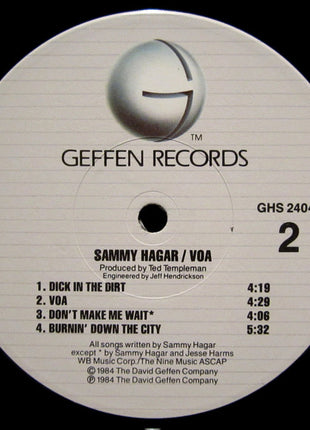 TM
GEFFEN RECORDS
GHS 2404
2
SAMMY HAGAR / VOA
Produced by Ted Templeman
Engineered by Jeff Hendrickson
1. DICK IN THE DIRT 4:19
2. VOA 4:29
3. DON'T MAKE ME WAIT* 4:06
4. BURNIN' DOWN THE CITY 5:32
All songs written by Sammy Hagar
except * by Sammy Hagar and Jesse Harms
WB Music Corp./The Nine Music ASCAP
© 1984 The David Geffen Company
℗ 1984 The David Geffen Company